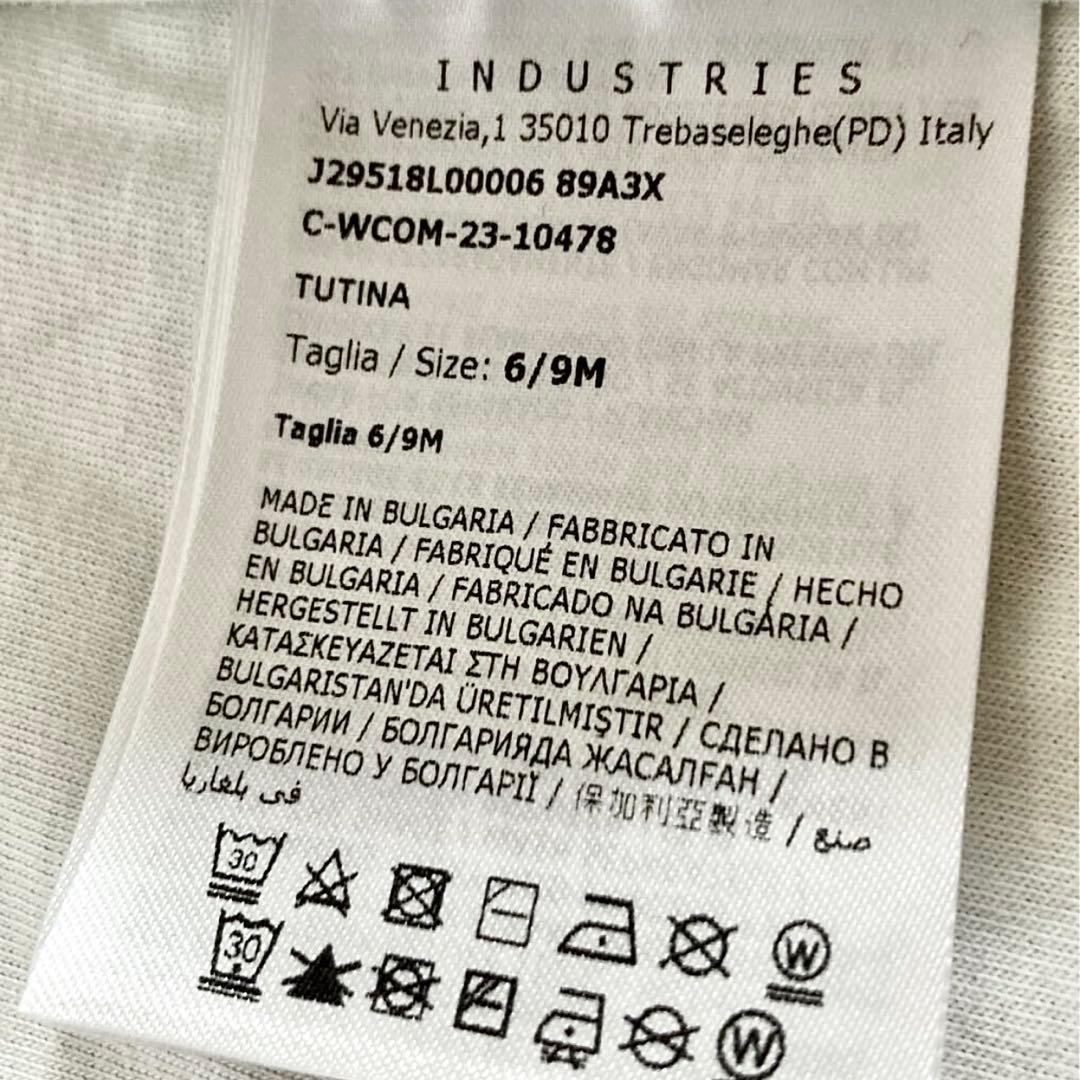 INDUSTRIES
Via Venezia,1 35010 Trebaseleghe(PD) Italy
J29518L00006 89A3X
C-WCOM-23-10478
TUTINA
Taglia / Size: 6/9M
Taglia 6/9M
MADE IN BULGARIA / FABBRICATO IN
BULGARIA / FABRIQUÉ EN BULGARIE / HECHO
EN BULGARIA / FABRICADO NA BULGÁRIA /
HERGESTELLT IN BULGARIEN /
ΚΑΤΑΣΚΕΥΑΖΕΤΑΙ ΣΤΗ ΒΟΥΛΓΑΡΙΑ /
BULGARISTAN'DA ÜRETILMIŞTIR / СДЕЛАНО В
БОЛГАРИИ / БОЛГАРИЯДА ЖАСАЛҒАН /
ВИРОБЛЕНО У БОЛГАРІЇ / 保加利亞製造 / صنع
في بلغاريا
30 W
30 W